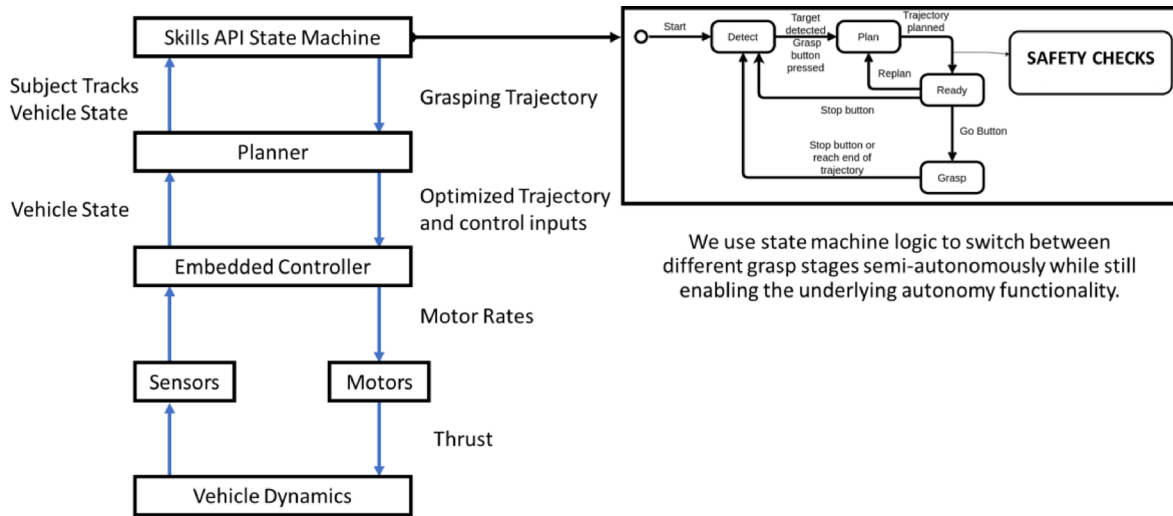 Skills API State Machine
Subject Tracks
Vehicle State
Grasping Trajectory
Planner
Vehicle State
Optimized Trajectory
and control inputs
Embedded Controller
Motor Rates
Sensors
Motors
Thrust
Vehicle Dynamics
Start
Detect
Target
detected
Grasp
button
pressed
Plan
Trajectory
planned
SAFETY CHECKS
Replan
Ready
Stop button
Go Button
Stop button or
reach end of
trajectory
Grasp
We use state machine logic to switch between
different grasp stages semi-autonomously while still
enabling the underlying autonomy functionality.